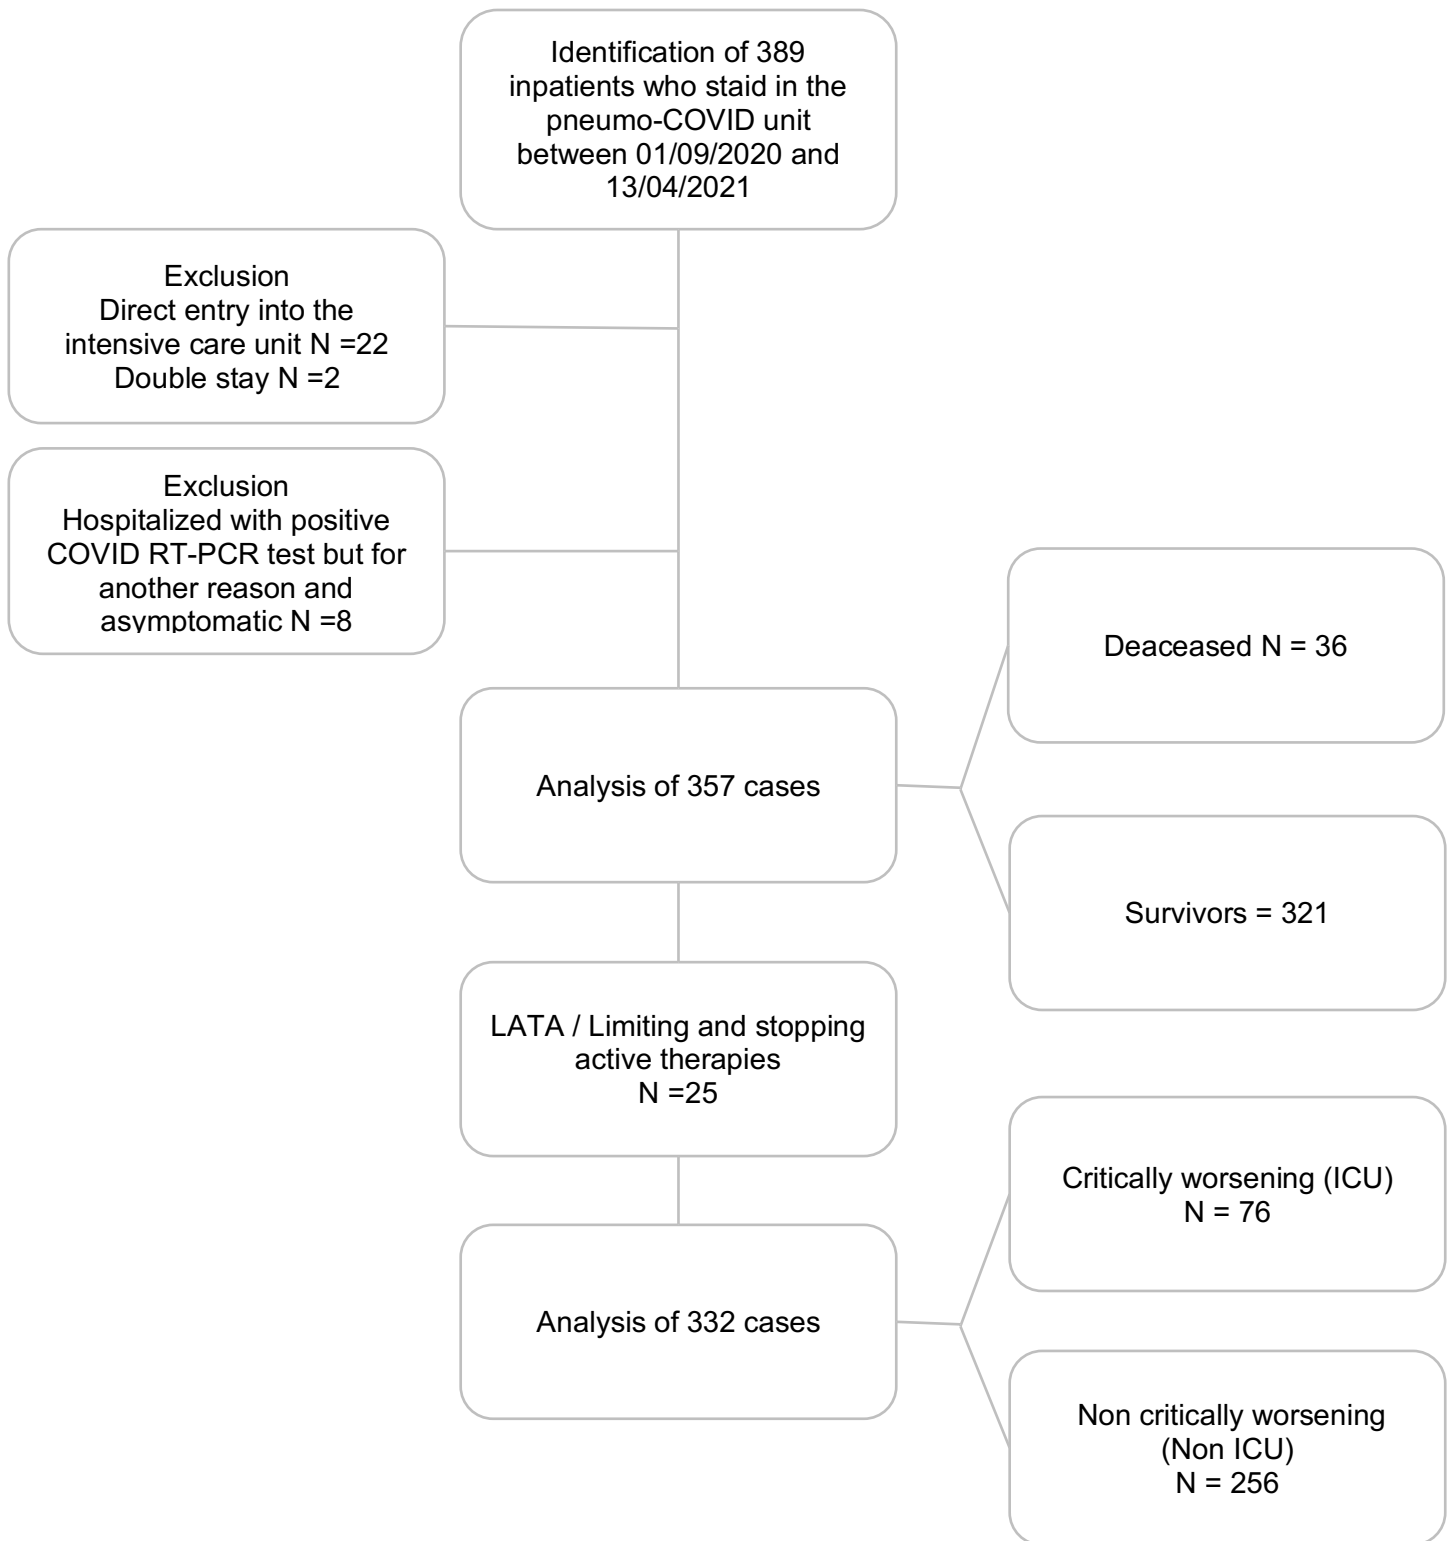 Identification of 389
inpatients who staid in the
pneumo-COVID unit
between 01/09/2020 and
13/04/2021
Exclusion
Direct entry into the
intensive care unit N =22
Double stay N =2
Exclusion
Hospitalized with positive
COVID RT-PCR test but for
another reason and
asymptomatic N =8
Deaceased N = 36
Analysis of 357 cases
Survivors = 321
LATA / Limiting and stopping
active therapies
N =25
Critically worsening (ICU)
N = 76
Analysis of 332 cases
Non critically worsening
(Non ICU)
N = 256